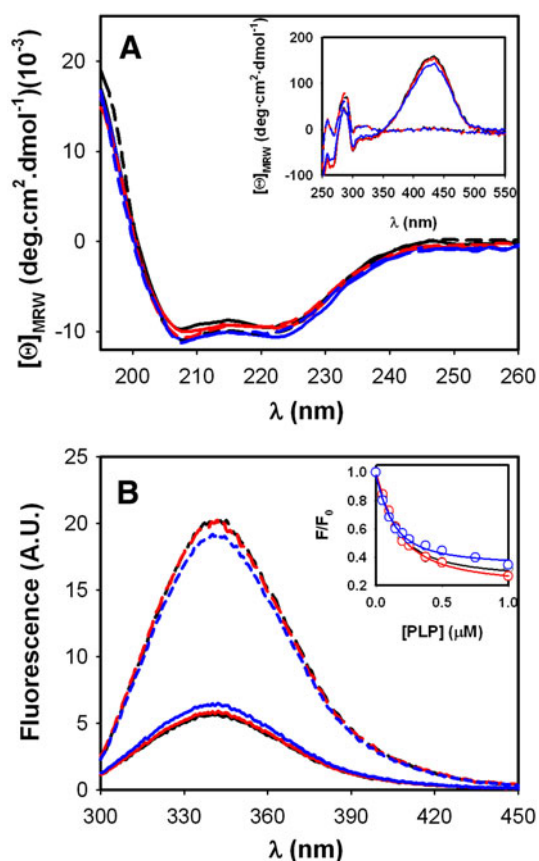 A
[Θ]MRW (deg.cm².dmol⁻¹)(10⁻³)
20
10
0
-10
200 210 220 230 240 250 260
λ (nm)
[Θ]MRW (deg·cm²·dmol⁻¹)
200
100
0
-100
250 300 350 400 450 500 550
λ (nm)
B
Fluorescence (A.U.)
25
20
15
10
5
0
300 330 360 390 420 450
λ (nm)
F/F₀
1.0
0.8
0.6
0.4
0.2
0.0 0.5 1.0
[PLP] (μM)